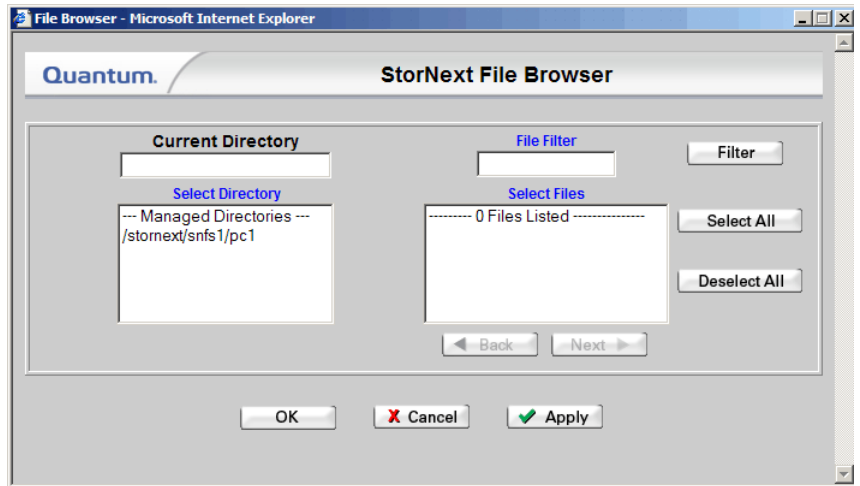 File Browser - Microsoft Internet Explorer
Quantum.
StorNext File Browser
Current Directory
File Filter
Filter
Select Directory
Select Files
--- Managed Directories ---
/stornext/snfs1/pc1
--------- 0 Files Listed ---------------
Select All
Deselect All
Back
Next
OK
Cancel
Apply